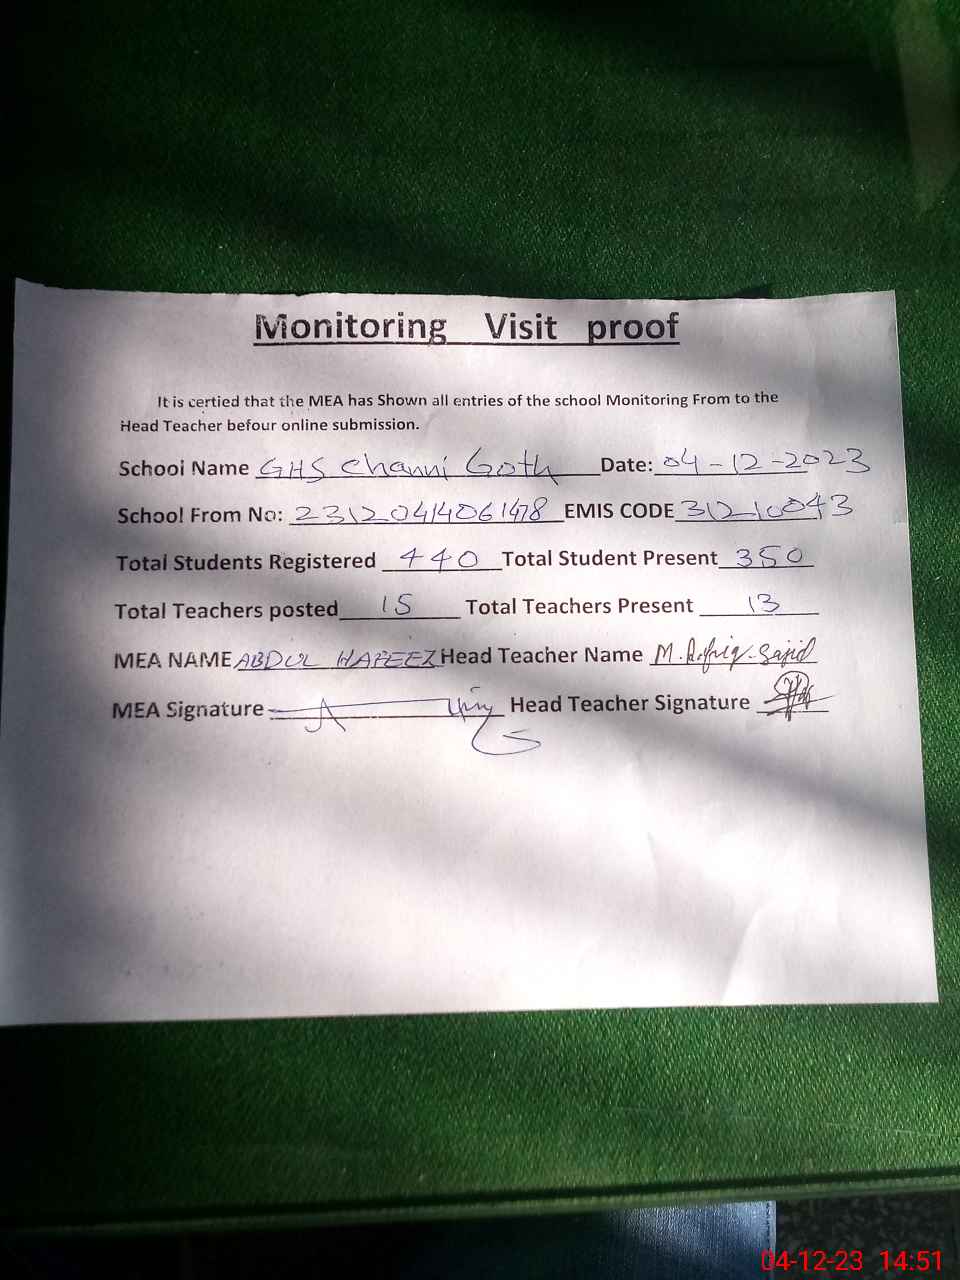 Monitoring Visit proof
It is certied that the MEA has Shown all entries of the school Monitoring From to the
Head Teacher befour online submission.
School Name GHS Channi Goth Date: 04-12-2023
School From No: 23120414061478 EMIS CODE 31210043
Total Students Registered 440 Total Student Present 350
Total Teachers posted 15 Total Teachers Present 13
MEA NAME ABDUL HAFEEZ Head Teacher Name M.Rafiq Sajid
MEA Signature Head Teacher Signature
04-12-23 14:51